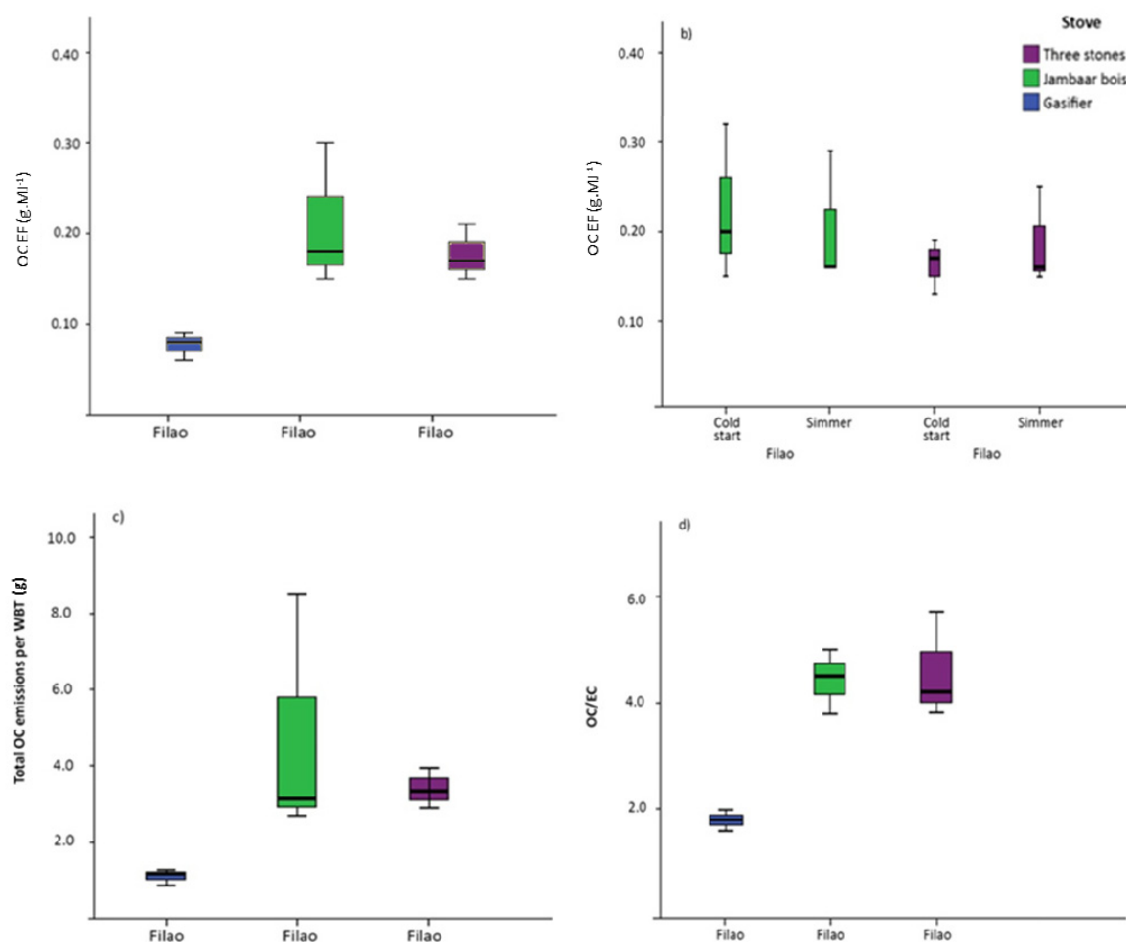 0.40
0.30
0.20
0.10
OC EF (g.MJ-1)
Filao Filao Filao
b)
Stove
Three stones
Jambaar bois
Gasifier
0.40
0.30
0.20
0.10
OC EF (g.MJ-1)
Cold start Simmer Cold start Simmer
Filao Filao
c)
10.0
8.0
6.0
4.0
2.0
Total OC emissions per WBT (g)
Filao Filao Filao
d)
6.0
4.0
2.0
OC/EC
Filao Filao Filao